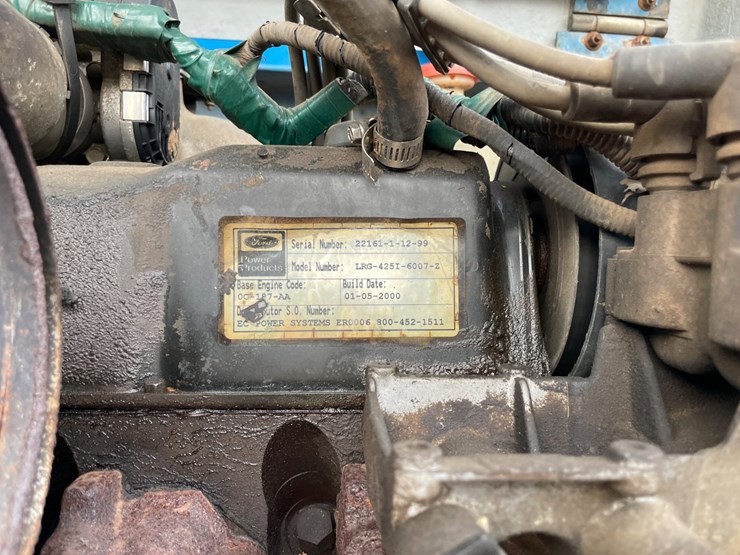 Ford
Power
Products
Serial Number: 22161-1-12-99
Model Number: LRG-425I-6007-Z
Base Engine Code:
Build Date:
01-05-2000
S.O. Number:
EC POWER SYSTEMS ER0006 800-452-1511